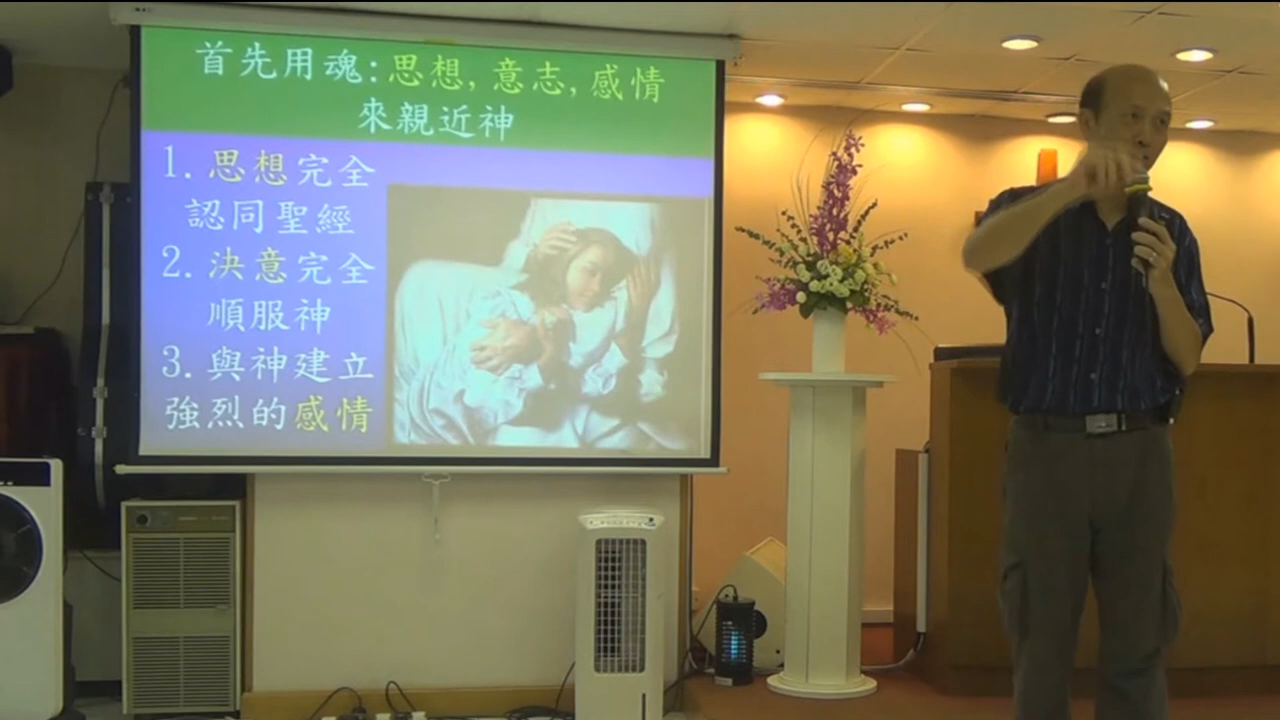 首先用魂:思想,意志,感情
來親近神
1.思想完全
認同聖經
2.決意完全
順服神
3.與神建立
強烈的感情